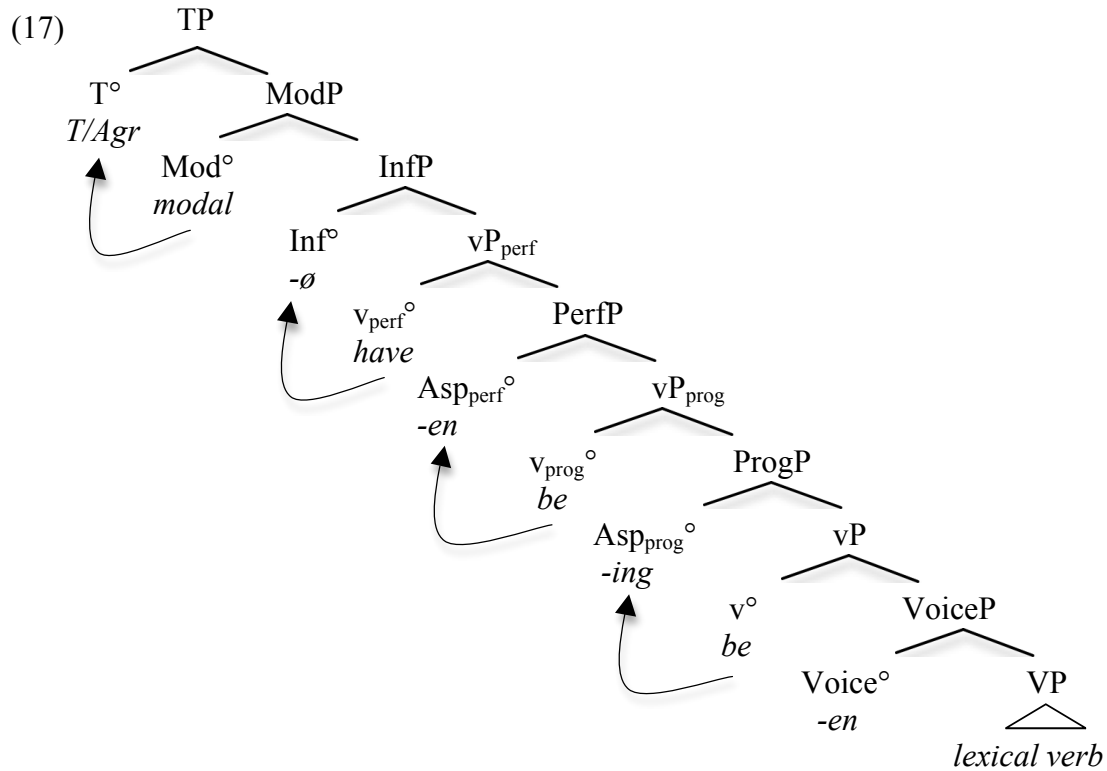 (17) TP
T° ModP
T/Agr
Mod° InfP
modal
Inf° vPperf
-ø
vperf° PerfP
have
Aspperf° vPprog
-en
vprog° ProgP
be
Aspprog° vP
-ing
v° VoiceP
be
Voice° VP
-en
lexical verb